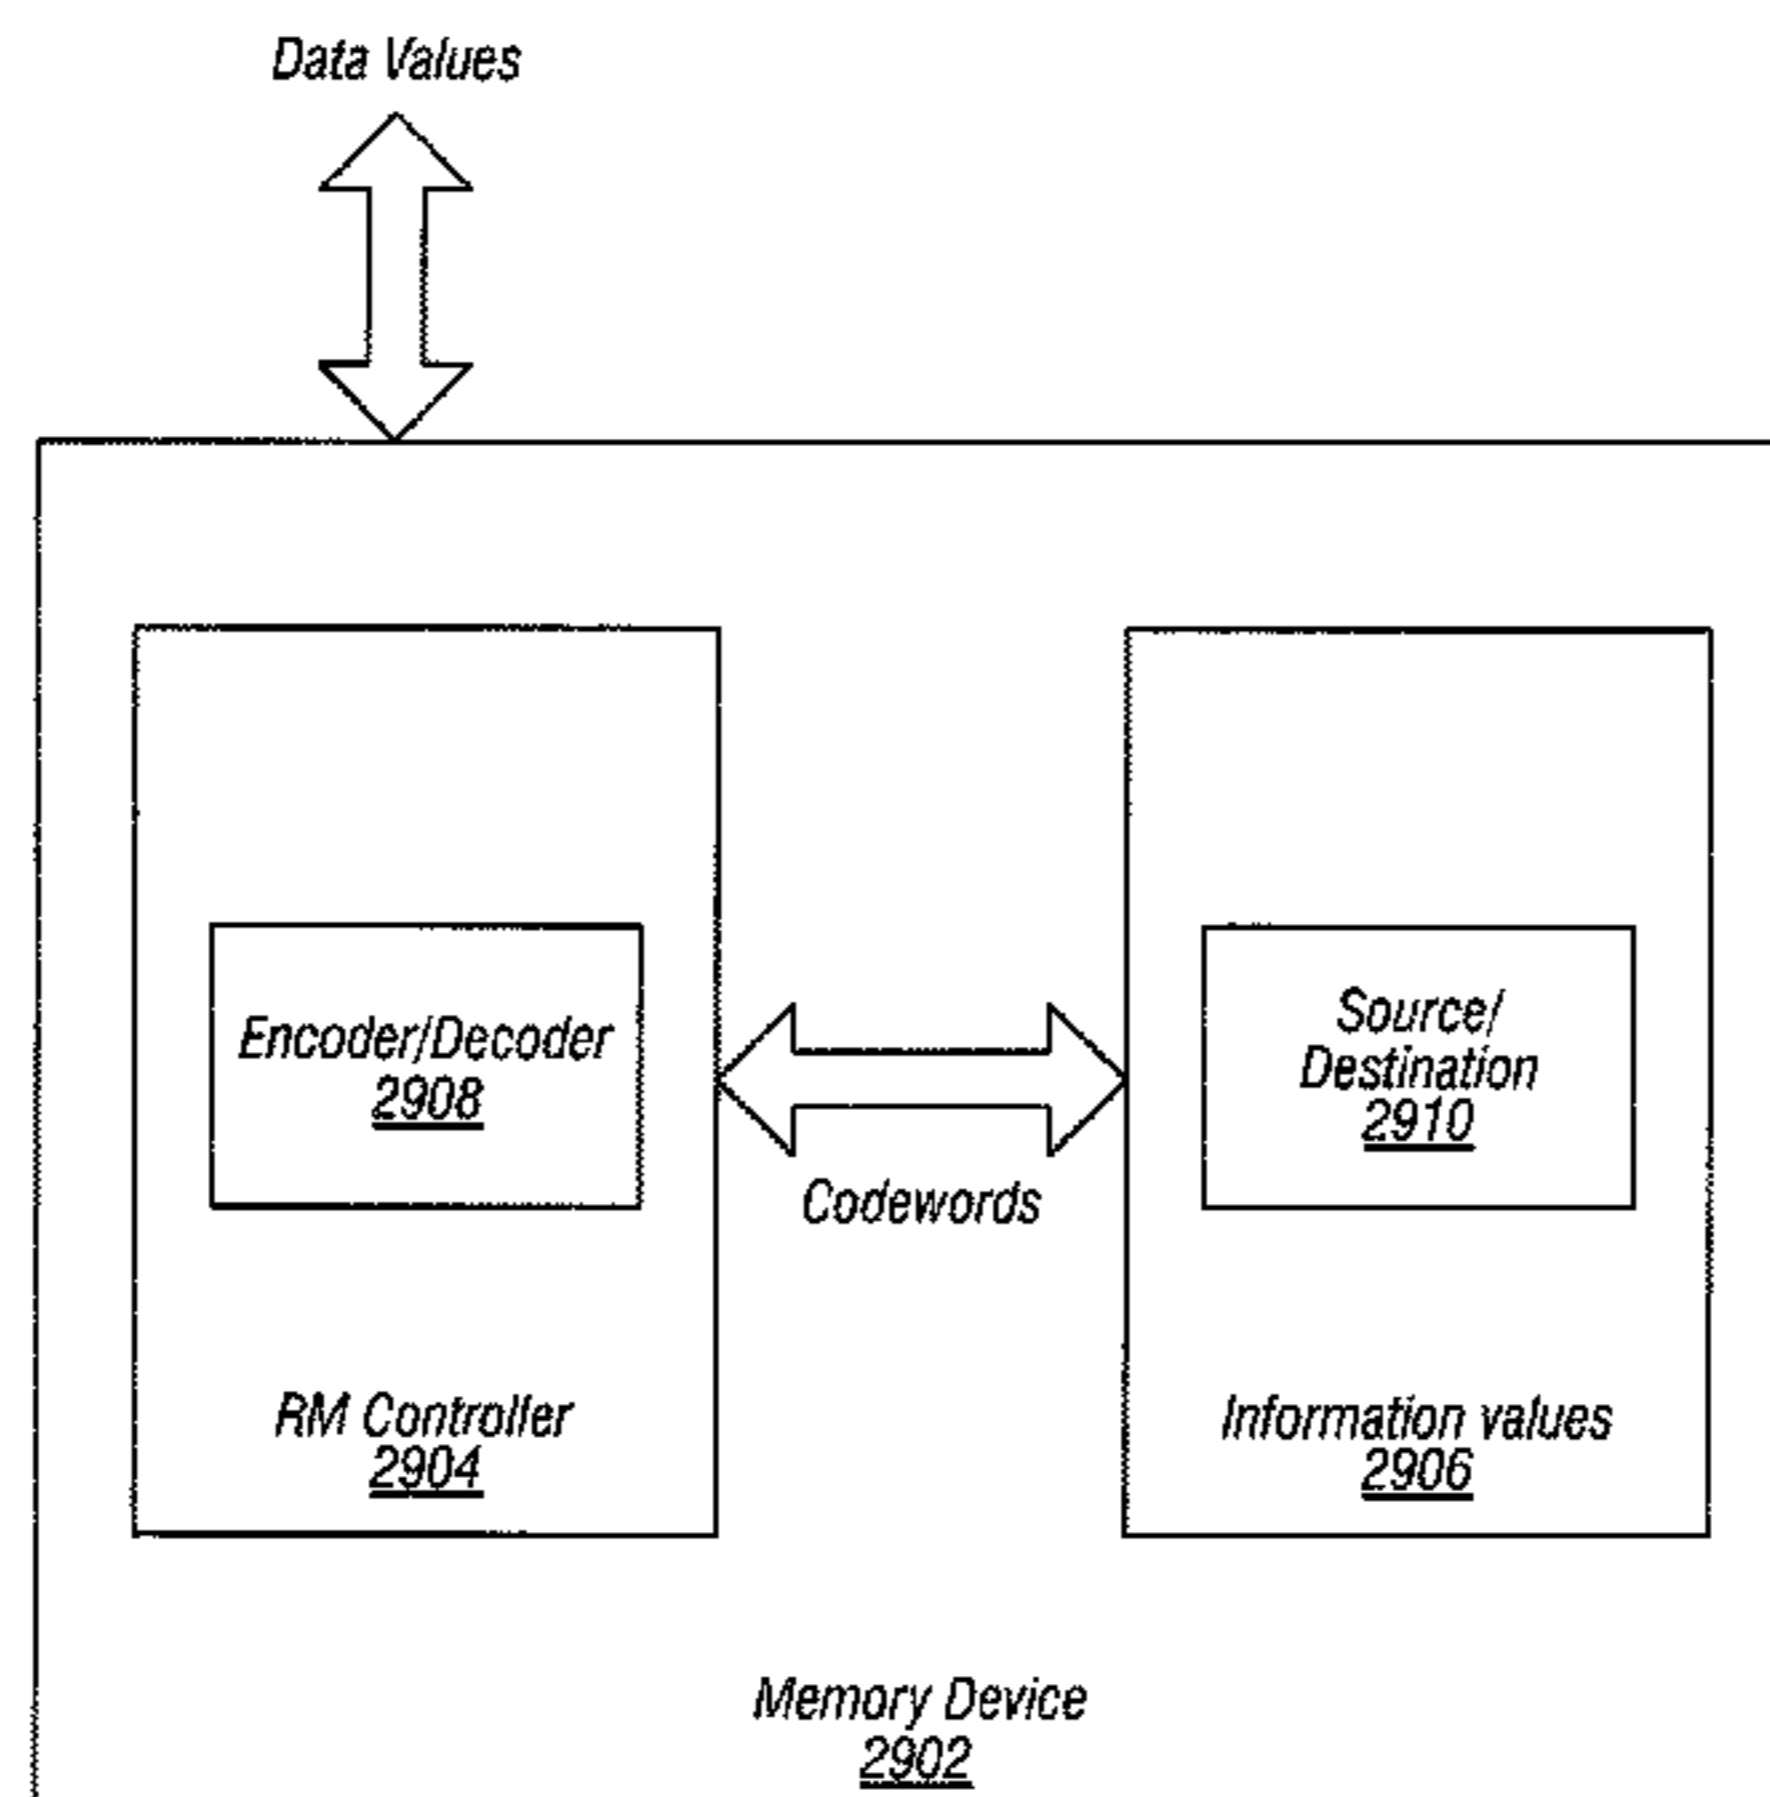 Data Values
Encoder/Decoder
2908
Source/
Destination
2910
Codewords
RM Controller
2904
Information values
2906
Memory Device
2902